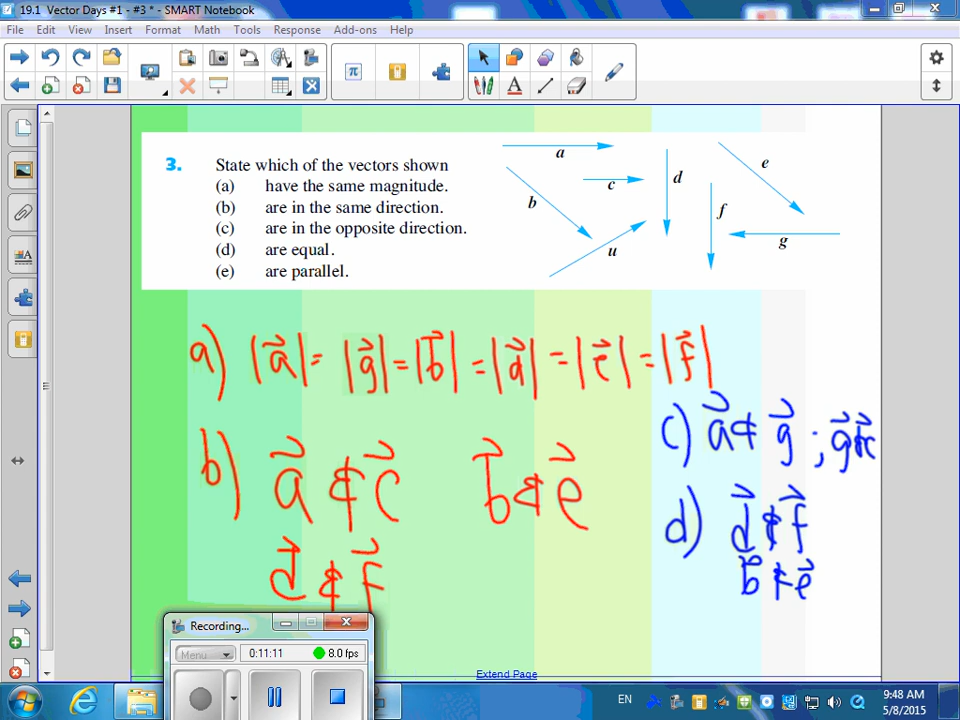 19.1 Vector Days #1 - #3 * - SMART Notebook
File Edit View Insert Format Math Tools Response Add-ons Help
π
A
3. State which of the vectors shown
(a) have the same magnitude.
(b) are in the same direction.
(c) are in the opposite direction.
(d) are equal.
(e) are parallel.
a
b
c
d
e
f
g
u
a) |a⃗| = |g⃗| = |b⃗| = |d⃗| = |e⃗| = |f⃗|
b) a⃗ & c⃗ b⃗ & e⃗
d⃗ & f⃗
c) a⃗ & g⃗ ; g⃗ & c⃗
d) d⃗ & f⃗
b⃗ & e⃗
Recording...
Menu 0:11:11 8.0 fps
Extend Page
EN
9:48 AM
5/8/2015